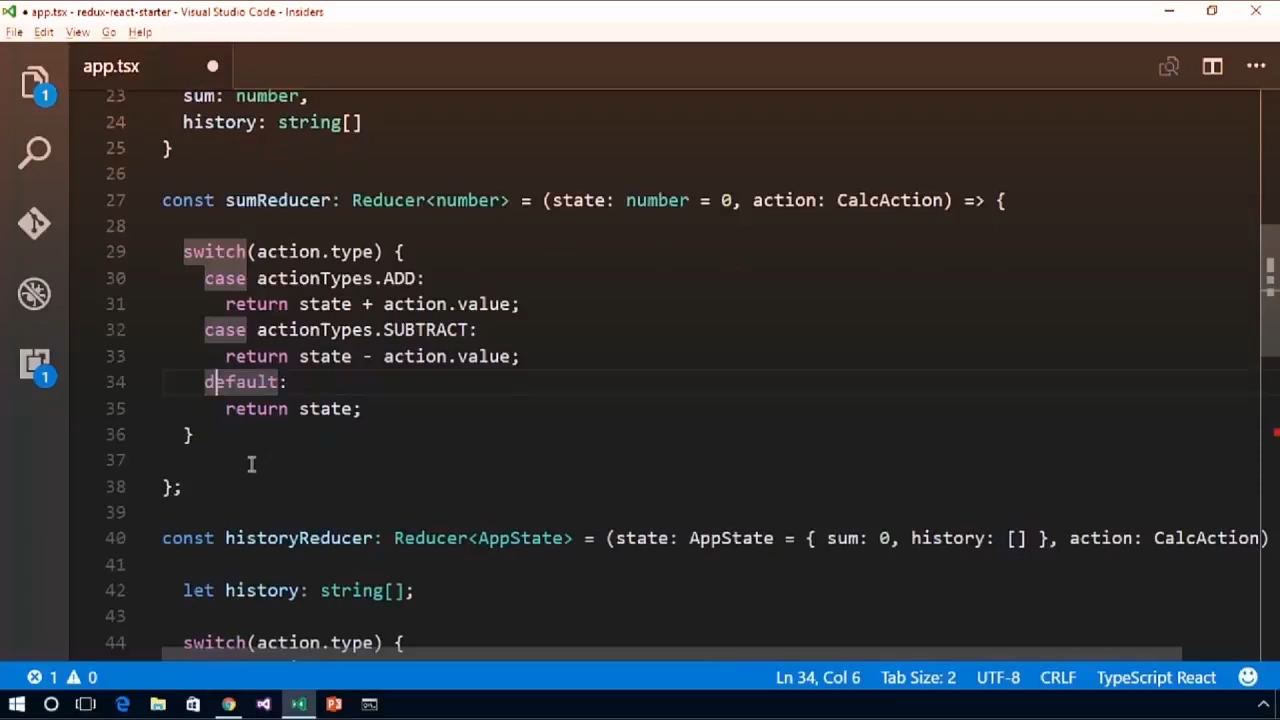 ● app.tsx - redux-react-starter - Visual Studio Code - Insiders
File Edit View Go Help
app.tsx
1
1
23 sum: number,
24 history: string[]
25 }
26
27 const sumReducer: Reducer<number> = (state: number = 0, action: CalcAction) => {
28
29 switch(action.type) {
30 case actionTypes.ADD:
31 return state + action.value;
32 case actionTypes.SUBTRACT:
33 return state - action.value;
34 default:
35 return state;
36 }
37
38 };
39
40 const historyReducer: Reducer<AppState> = (state: AppState = { sum: 0, history: [] }, action: CalcAction)
41
42 let history: string[];
43
44 switch(action.type) {
1 0 Ln 34, Col 6 Tab Size: 2 UTF-8 CRLF TypeScript React